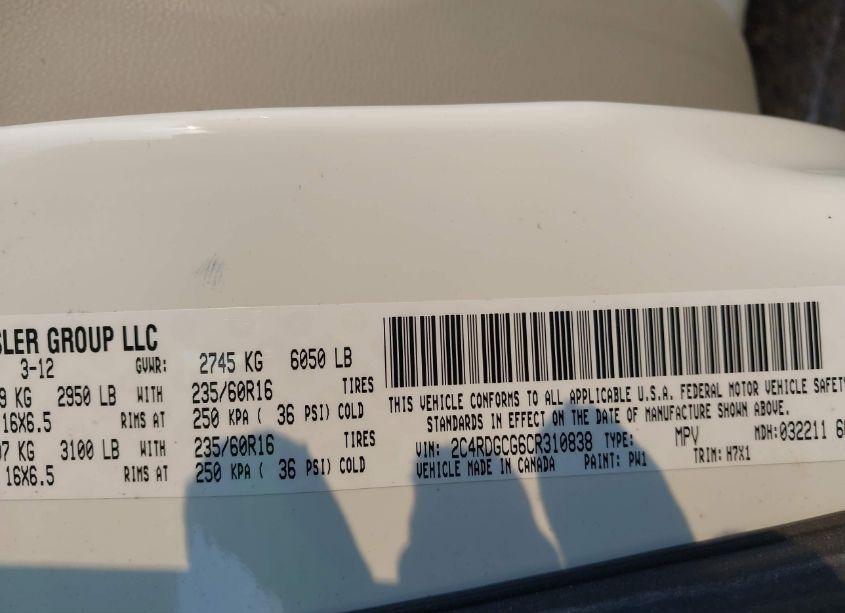 SLER GROUP LLC
3-12 GVWR: 2745 KG 6050 LB
9 KG 2950 LB WITH 235/60R16 TIRES
16X6.5 RIMS AT 250 KPA ( 36 PSI) COLD
07 KG 3100 LB WITH 235/60R16 TIRES
16X6.5 RIMS AT 250 KPA ( 36 PSI) COLD
THIS VEHICLE CONFORMS TO ALL APPLICABLE U.S.A. FEDERAL MOTOR VEHICLE SAFETY
STANDARDS IN EFFECT ON THE DATE OF MANUFACTURE SHOWN ABOVE.
VIN: 2C4RDGCG6CR310838 TYPE: MPV MDH: 032211
VEHICLE MADE IN CANADA PAINT: PW1 TRIM: H7X1